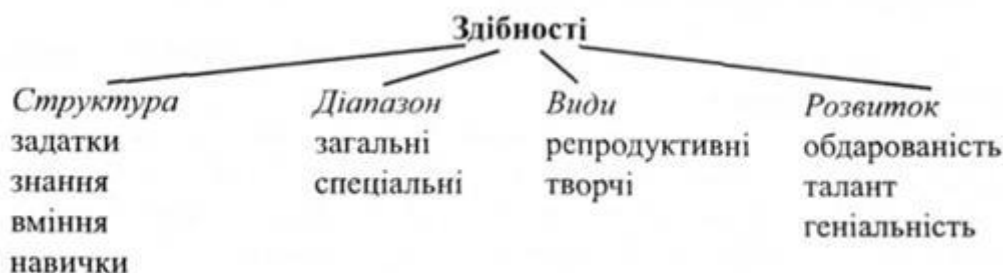 Здібності
Структура
задатки
знання
вміння
навички
Діапазон
загальні
спеціальні
Види
репродуктивні
творчі
Розвиток
обдарованість
талант
геніальність